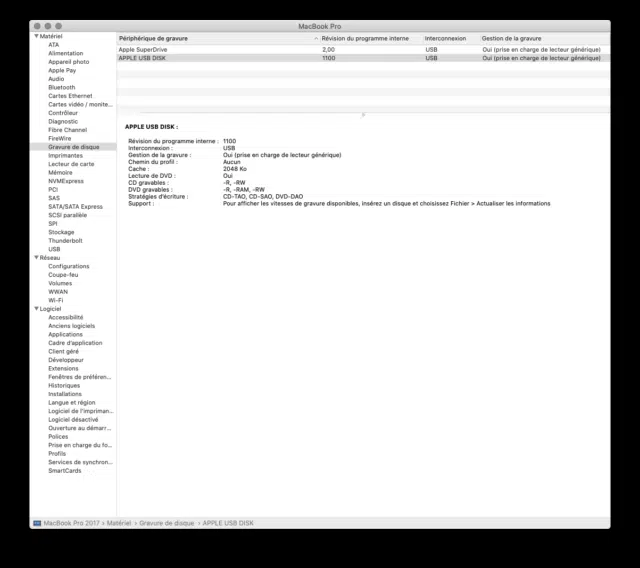 MacBook Pro
Matériel
ATA
Alimentation
Appareil photo
Apple Pay
Audio
Bluetooth
Cartes Ethernet
Cartes vidéo / monite...
Contrôleur
Diagnostic
Fibre Channel
FireWire
Gravure de disque
Imprimantes
Lecteur de carte
Mémoire
NVMExpress
PCI
SAS
SATA/SATA Express
SCSI parallèle
SPI
Stockage
Thunderbolt
USB
Réseau
Configurations
Coupe-feu
Volumes
WWAN
Wi-Fi
Logiciel
Accessibilité
Anciens logiciels
Applications
Cadre d'application
Client géré
Développeur
Extensions
Fenêtres de préféren...
Historiques
Installations
Langue et région
Logiciel de l'impriman...
Logiciel désactivé
Ouverture au démarr...
Polices
Prise en charge du fo...
Profils
Services de synchron...
SmartCards
Périphérique de gravure Révision du programme interne Interconnexion Gestion de la gravure
Apple SuperDrive 2,00 USB Oui (prise en charge de lecteur générique)
APPLE USB DISK 1100 USB Oui (prise en charge de lecteur générique)
APPLE USB DISK :
Révision du programme interne : 1100
Interconnexion : USB
Gestion de la gravure : Oui (prise en charge de lecteur générique)
Chemin du profil : Aucun
Cache : 2048 Ko
Lecture de DVD : Oui
CD gravables : -R, -RW
DVD gravables : -R, -RAM, -RW
Stratégies d'écriture : CD-TAO, CD-SAO, DVD-DAO
Support : Pour afficher les vitesses de gravure disponibles, insérez un disque et choisissez Fichier > Actualiser les informations
MacBook Pro 2017 › Matériel › Gravure de disque › APPLE USB DISK